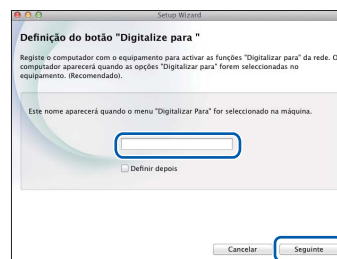 Setup Wizard
Definição do botão "Digitalize para "
Registe o computador com o equipamento para activar as funções "Digitalizar para" da rede. O
computador aparecerá quando as opções "Digitalizar para" forem seleccionadas no
equipamento. (Recomendado).
Este nome aparecerá quando o menu "Digitalizar Para" for seleccionado na máquina.
Definir depois
Cancelar
Seguinte